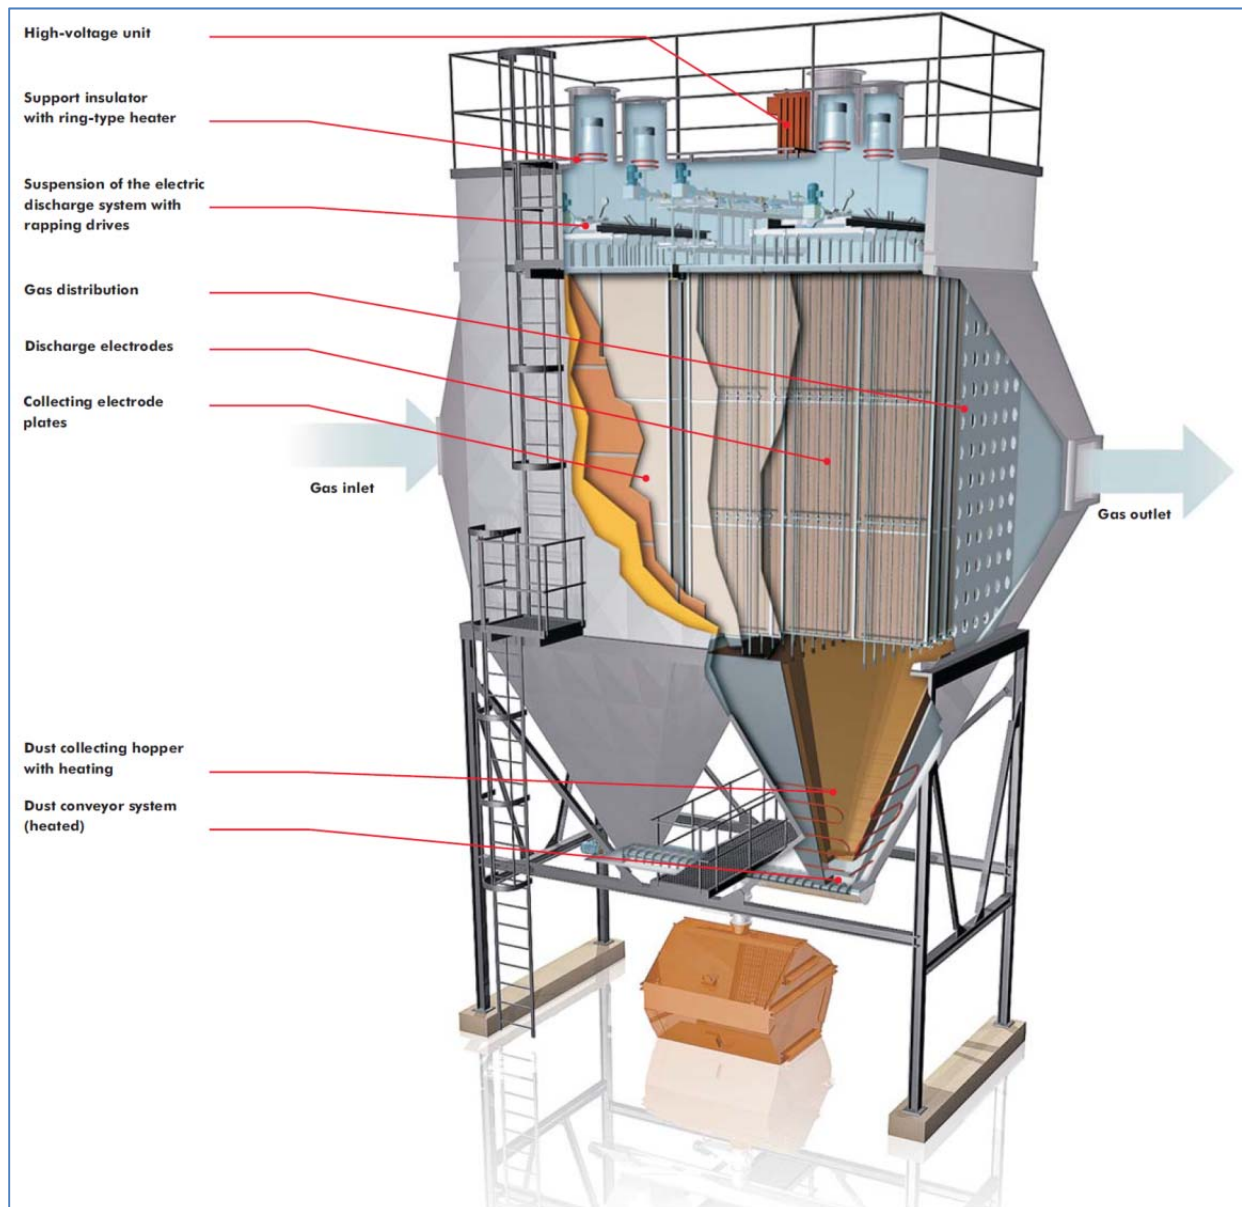 High-voltage unit
Support insulator
with ring-type heater
Suspension of the electric
discharge system with
rapping drives
Gas distribution
Discharge electrodes
Collecting electrode
plates
Gas inlet
Gas outlet
Dust collecting hopper
with heating
Dust conveyor system
(heated)